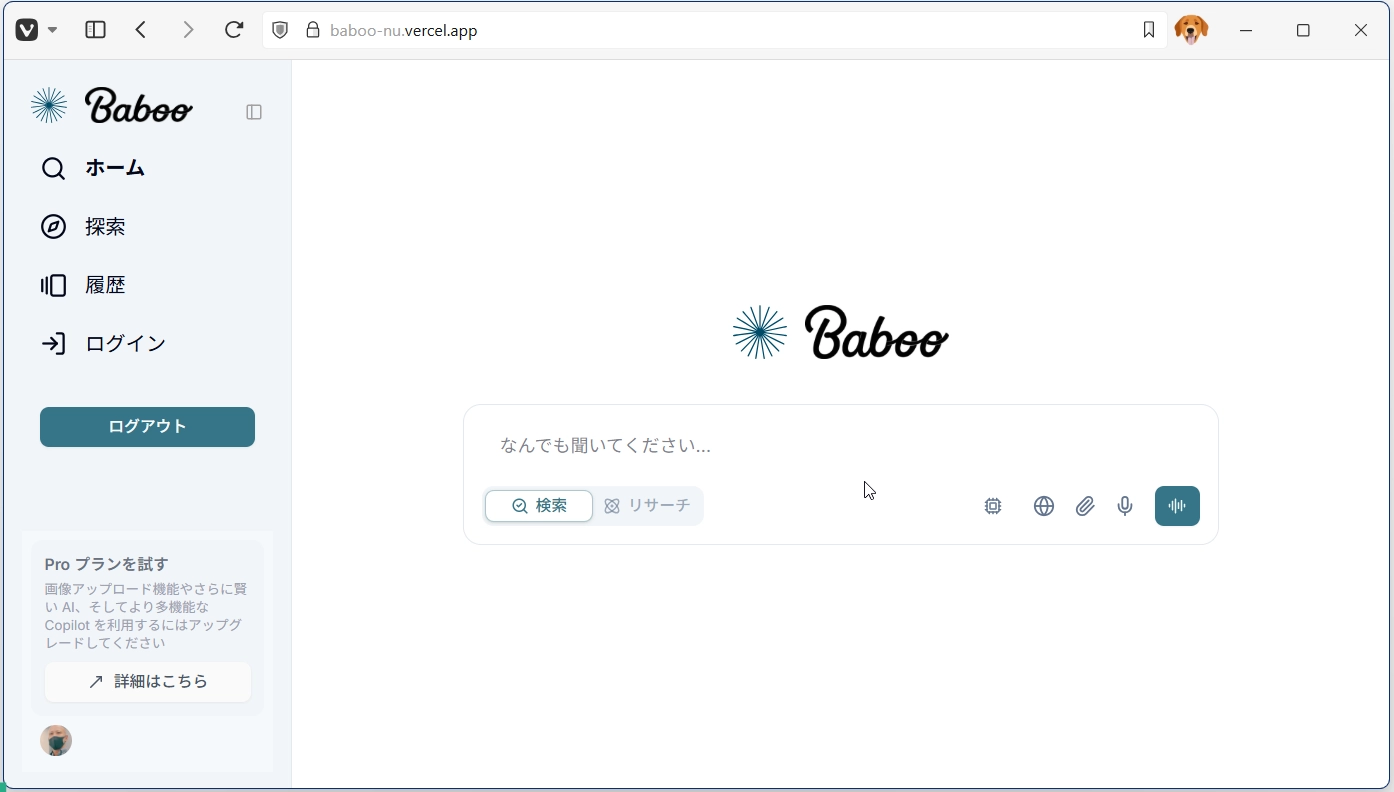 baboo-nu.vercel.app
Baboo
ホーム
探索
履歴
ログイン
ログアウト
Pro プランを試す
画像アップロード機能やさらに賢
い AI、そしてより多機能な
Copilot を利用するにはアップグ
レードしてください
詳細はこちら
Baboo
なんでも聞いてください...
検索 リサーチ